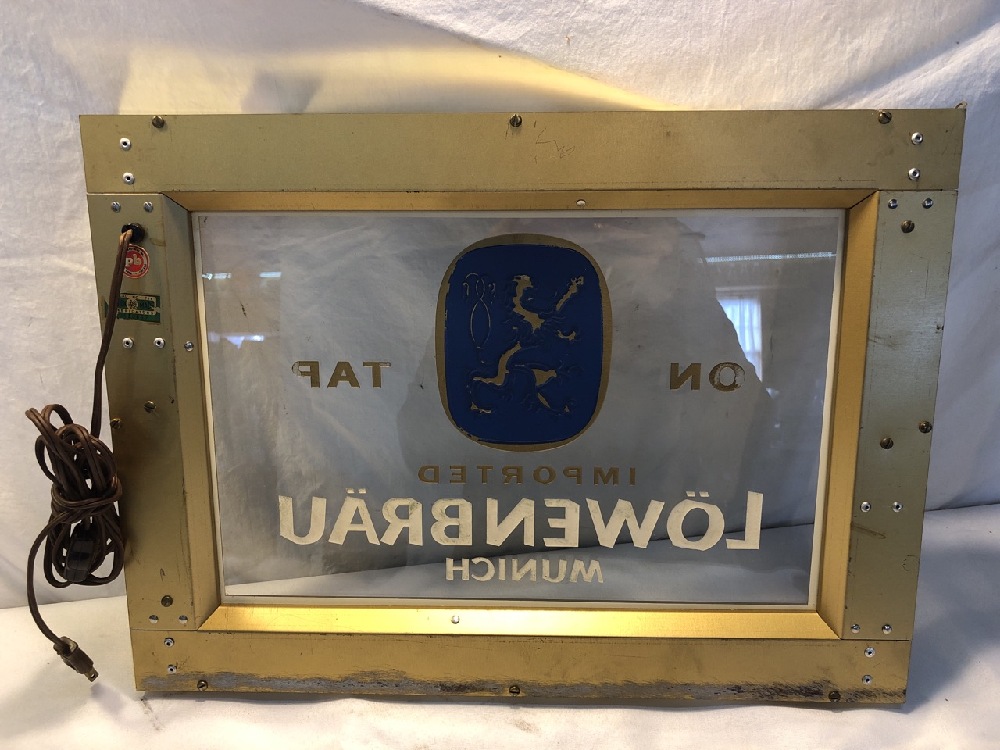 ON TAP
IMPORTED
LÖWENBRÄU
MUNICH